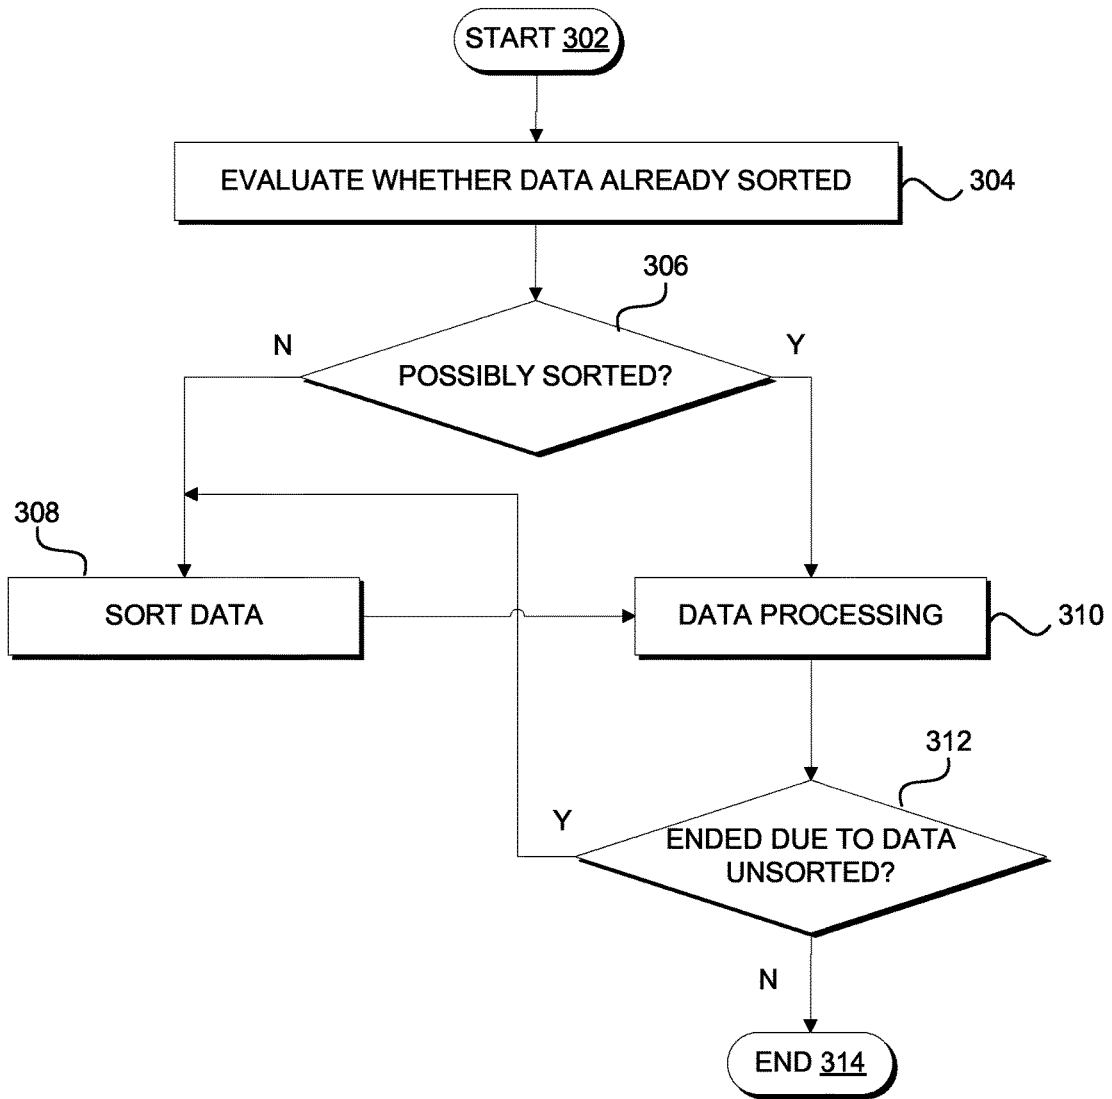 START 302
EVALUATE WHETHER DATA ALREADY SORTED
304
306
N
Y
POSSIBLY SORTED?
308
SORT DATA
DATA PROCESSING
310
312
Y
ENDED DUE TO DATA
UNSORTED?
N
END 314